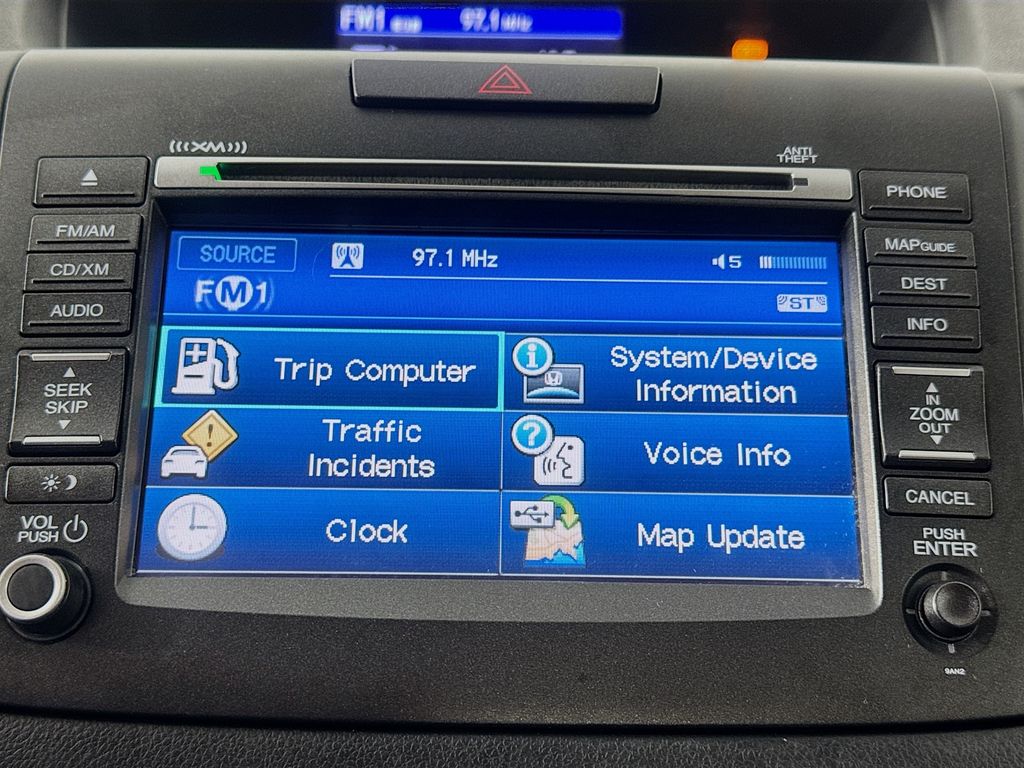 FM1 97.1 MHz
XM
ANTI
THEFT
FM/AM
CD/XM
AUDIO
SEEK
SKIP
VOL
PUSH
SOURCE
97.1 MHz
5
FM1
ST
Trip Computer
System/Device
Information
Traffic
Incidents
Voice Info
Clock
Map Update
PHONE
MAP GUIDE
DEST
INFO
IN
ZOOM
OUT
CANCEL
PUSH
ENTER
9AN2